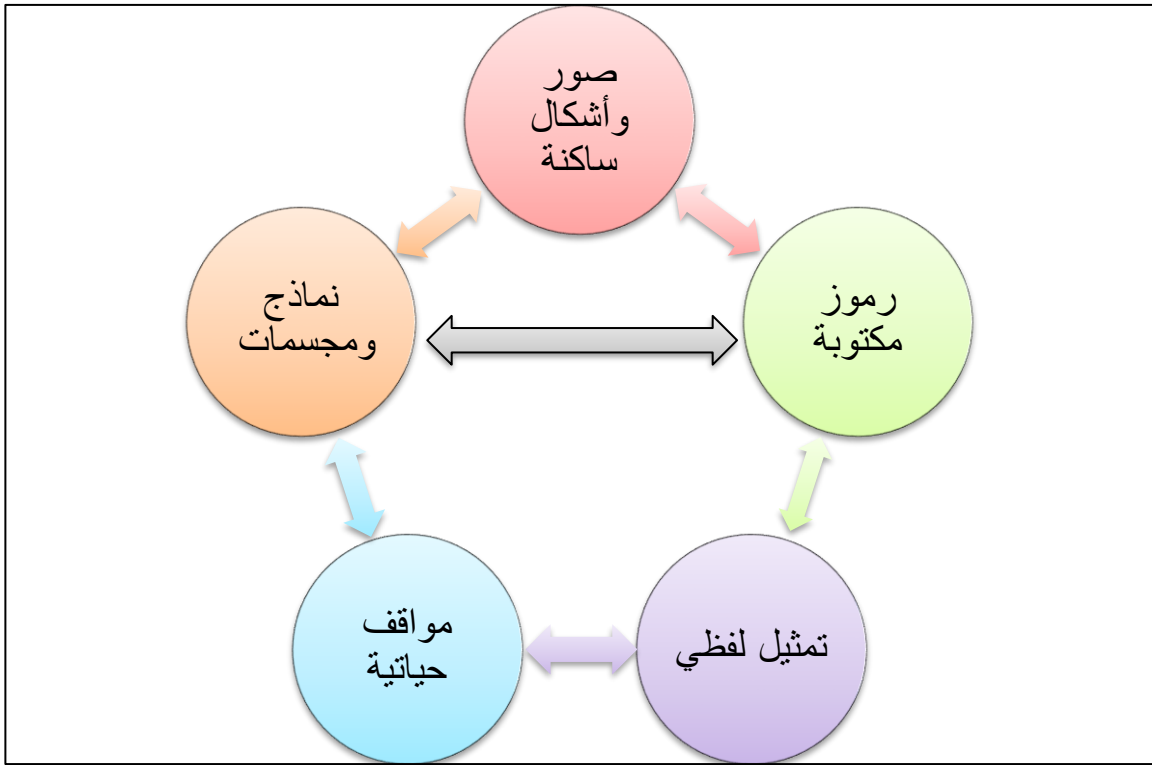 صور
وأشكال
ساكنة
رموز
مكتوبة
نماذج
ومجسمات
تمثيل لفظي
مواقف
حياتية